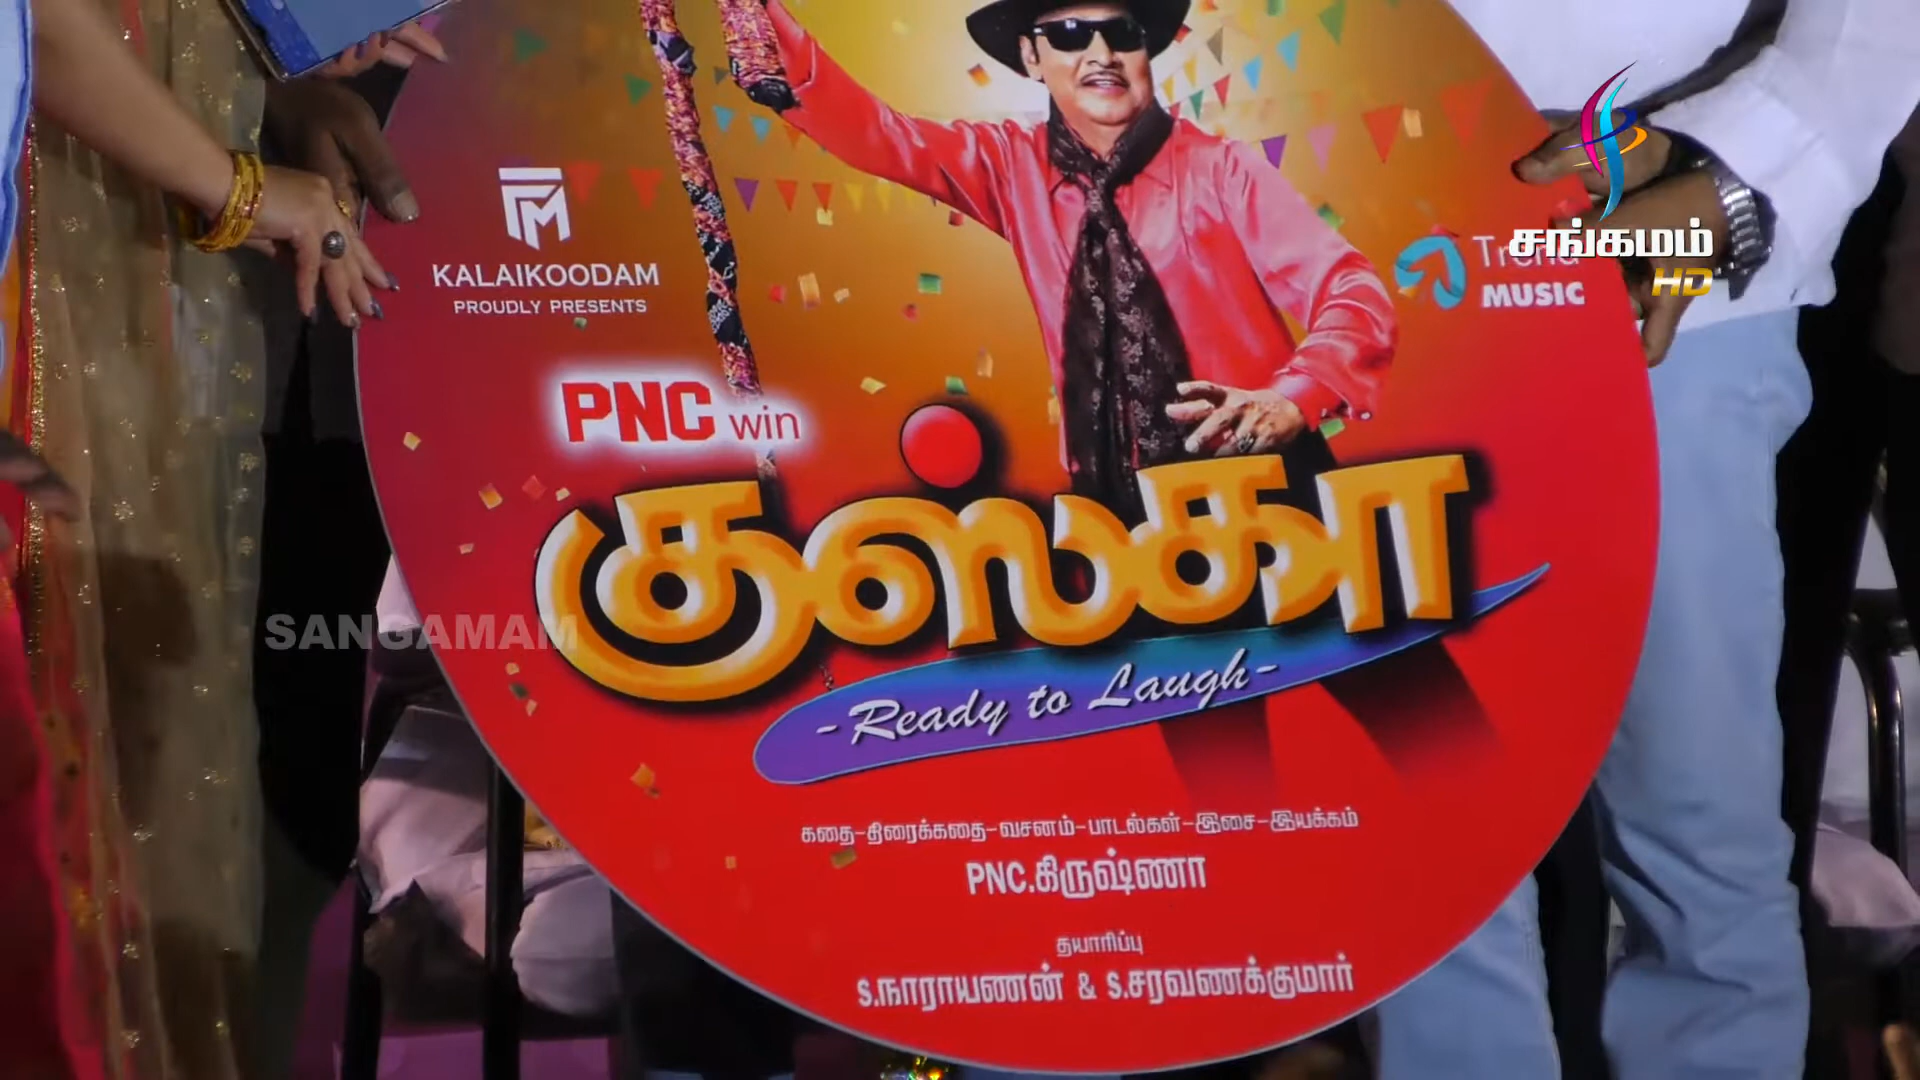 KALAIKOODAM
PROUDLY PRESENTS
Trend
MUSIC
சங்கமம்
HD
PNC win
குஸ்கா
SANGAMAM
-Ready to Laugh-
கதை-திரைக்கதை-வசனம்-பாடல்கள்-இசை-இயக்கம்
PNC.கிருஷ்ணா
தயாரிப்பு
S.நாராயணன் & S.சரவணக்குமார்